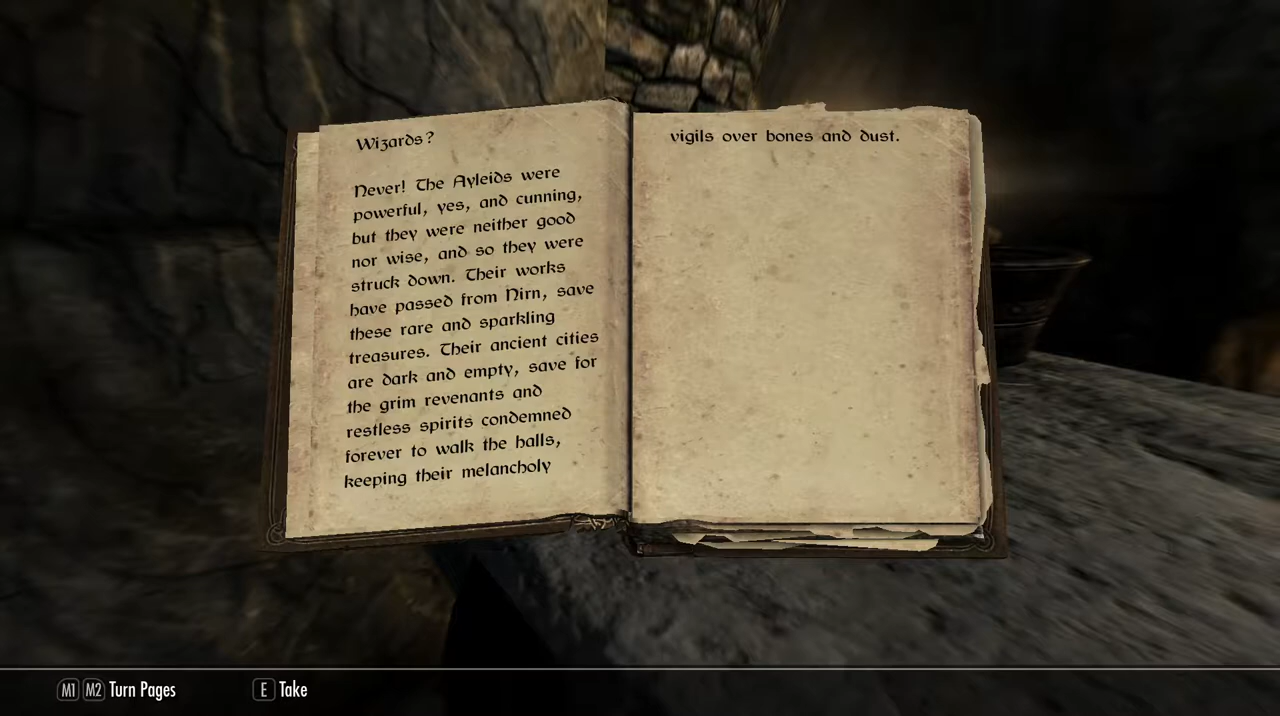 Wizards?
Never! The Ayleids were
powerful, yes, and cunning,
but they were neither good
nor wise, and so they were
struck down. Their works
have passed from Nirn, save
these rare and sparkling
treasures. Their ancient cities
are dark and empty, save for
the grim revenants and
restless spirits condemned
forever to walk the halls,
keeping their melancholy
vigils over bones and dust.
M1 M2 Turn Pages
E Take